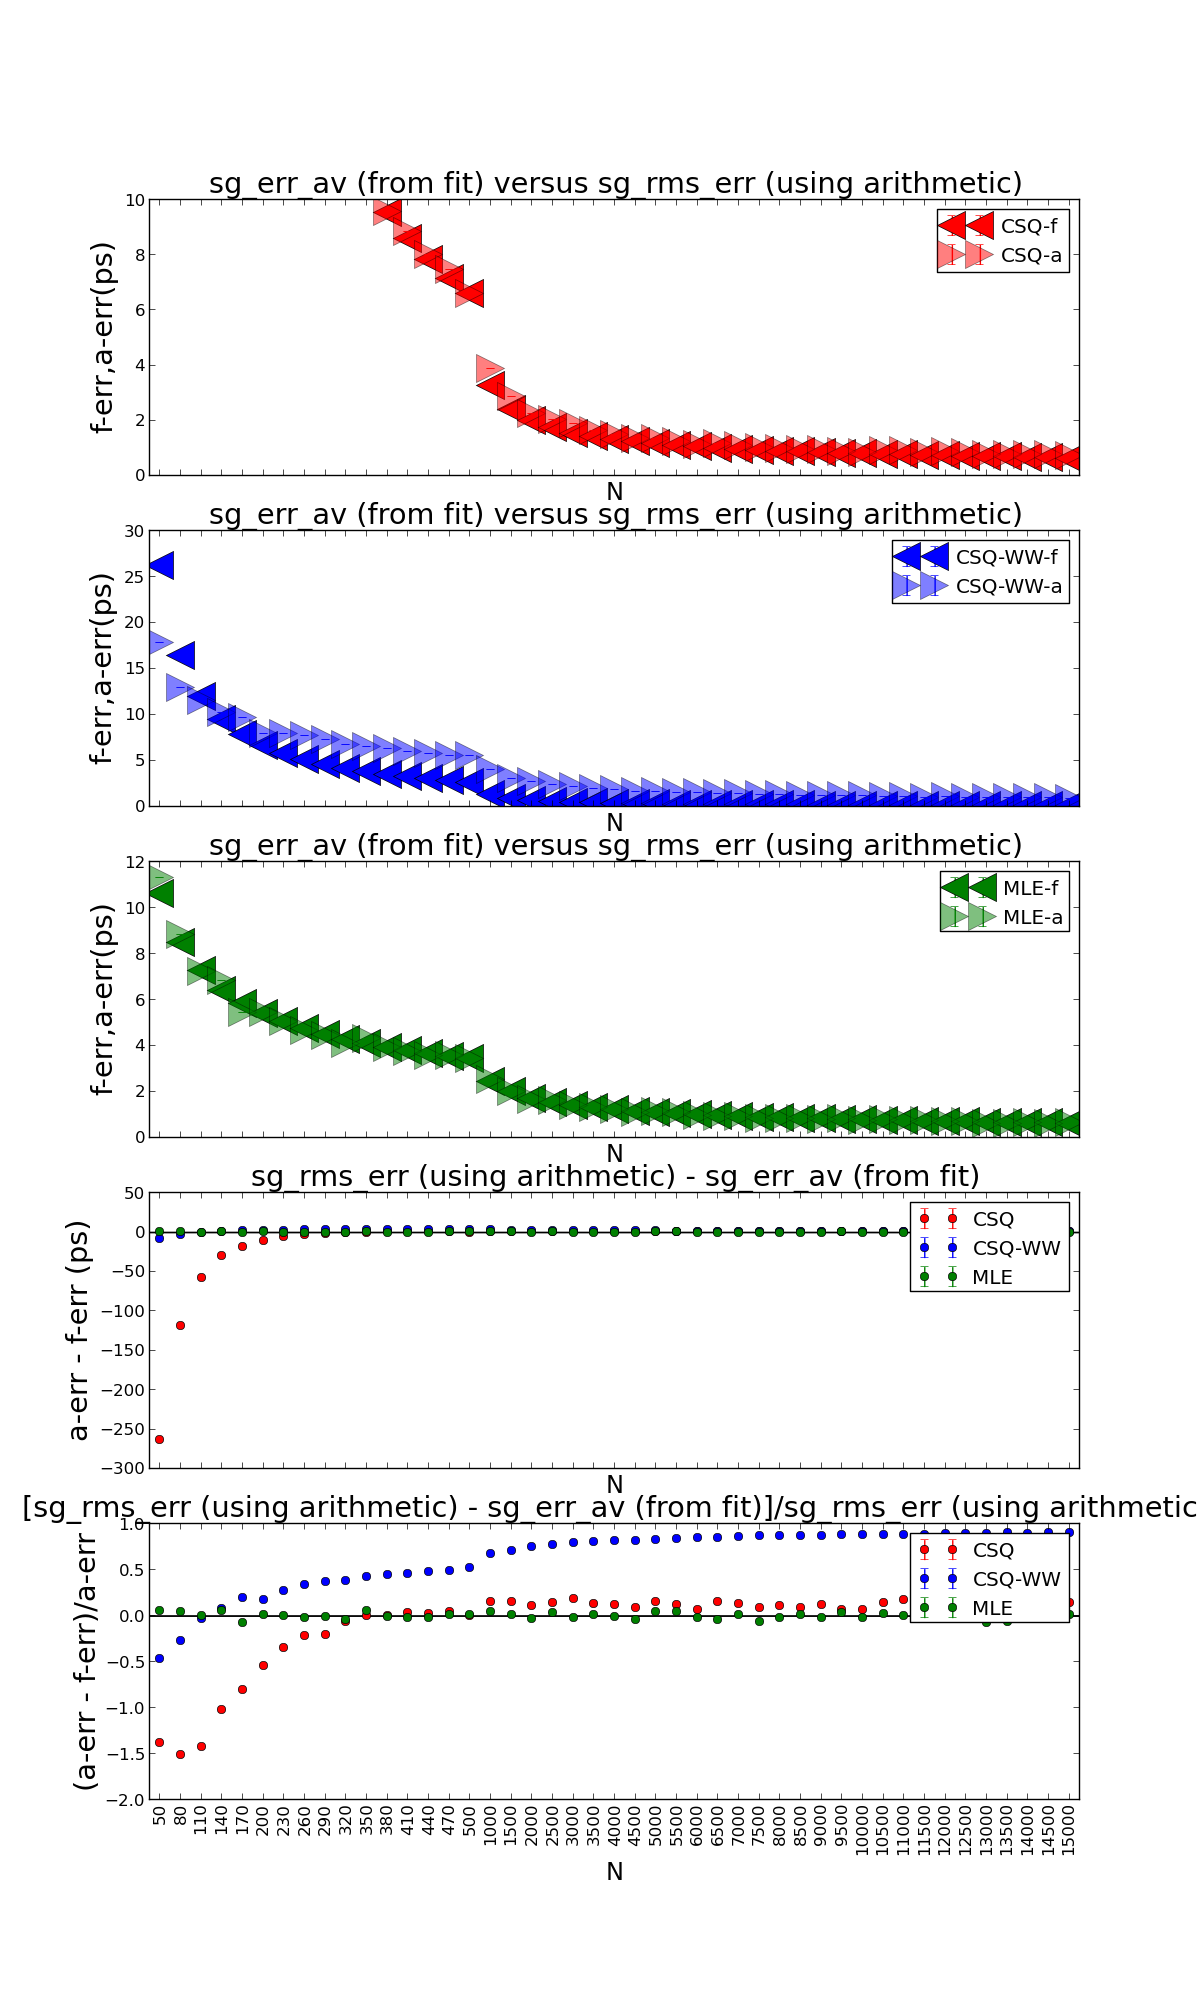 sg_err_av (from fit) versus sg_rms_err (using arithmetic)
f-err,a-err(ps)
10
8
6
4
2
0
CSQ-f
CSQ-a
N
sg_err_av (from fit) versus sg_rms_err (using arithmetic)
f-err,a-err(ps)
30
25
20
15
10
5
0
CSQ-WW-f
CSQ-WW-a
N
sg_err_av (from fit) versus sg_rms_err (using arithmetic)
f-err,a-err(ps)
12
10
8
6
4
2
0
MLE-f
MLE-a
N
sg_rms_err (using arithmetic) - sg_err_av (from fit)
a-err - f-err (ps)
50
0
−50
−100
−150
−200
−250
−300
CSQ
CSQ-WW
MLE
N
[sg_rms_err (using arithmetic) - sg_err_av (from fit)]/sg_rms_err (using arithmetic
(a-err - f-err)/a-err
1.0
0.5
0.0
−0.5
−1.0
−1.5
−2.0
CSQ
CSQ-WW
MLE
50 80 110 140 170 200 230 260 290 320 350 380 410 440 470 500 1000 1500 2000 2500 3000 3500 4000 4500 5000 5500 6000 6500 7000 7500 8000 8500 9000 9500 10000 10500 11000 11500 12000 12500 13000 13500 14000 14500 15000
N